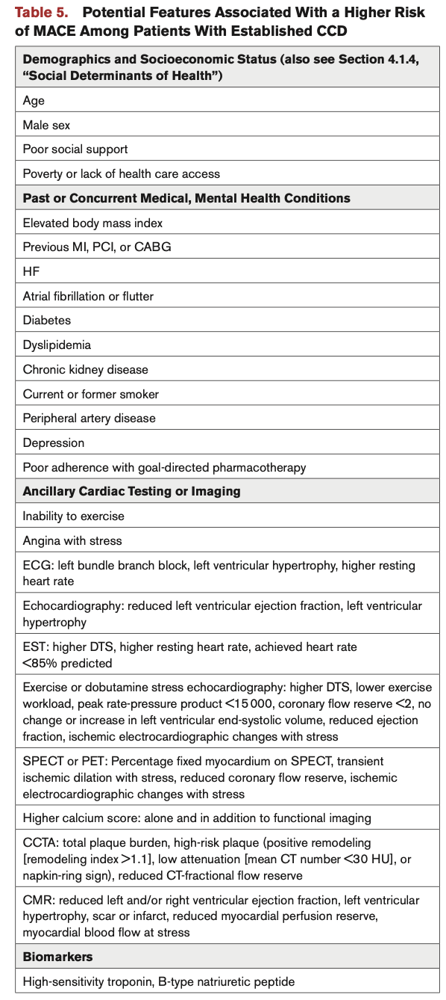 Table 5. Potential Features Associated With a Higher Risk
of MACE Among Patients With Established CCD
Demographics and Socioeconomic Status (also see Section 4.1.4,
“Social Determinants of Health”)
Age
Male sex
Poor social support
Poverty or lack of health care access
Past or Concurrent Medical, Mental Health Conditions
Elevated body mass index
Previous MI, PCI, or CABG
HF
Atrial fibrillation or flutter
Diabetes
Dyslipidemia
Chronic kidney disease
Current or former smoker
Peripheral artery disease
Depression
Poor adherence with goal-directed pharmacotherapy
Ancillary Cardiac Testing or Imaging
Inability to exercise
Angina with stress
ECG: left bundle branch block, left ventricular hypertrophy, higher resting
heart rate
Echocardiography: reduced left ventricular ejection fraction, left ventricular
hypertrophy
EST: higher DTS, higher resting heart rate, achieved heart rate
<85% predicted
Exercise or dobutamine stress echocardiography: higher DTS, lower exercise
workload, peak rate-pressure product <15 000, coronary flow reserve <2, no
change or increase in left ventricular end-systolic volume, reduced ejection
fraction, ischemic electrocardiographic changes with stress
SPECT or PET: Percentage fixed myocardium on SPECT, transient
ischemic dilation with stress, reduced coronary flow reserve, ischemic
electrocardiographic changes with stress
Higher calcium score: alone and in addition to functional imaging
CCTA: total plaque burden, high-risk plaque (positive remodeling
[remodeling index >1.1], low attenuation [mean CT number <30 HU], or
napkin-ring sign), reduced CT-fractional flow reserve
CMR: reduced left and/or right ventricular ejection fraction, left ventricular
hypertrophy, scar or infarct, reduced myocardial perfusion reserve,
myocardial blood flow at stress
Biomarkers
High-sensitivity troponin, B-type natriuretic peptide